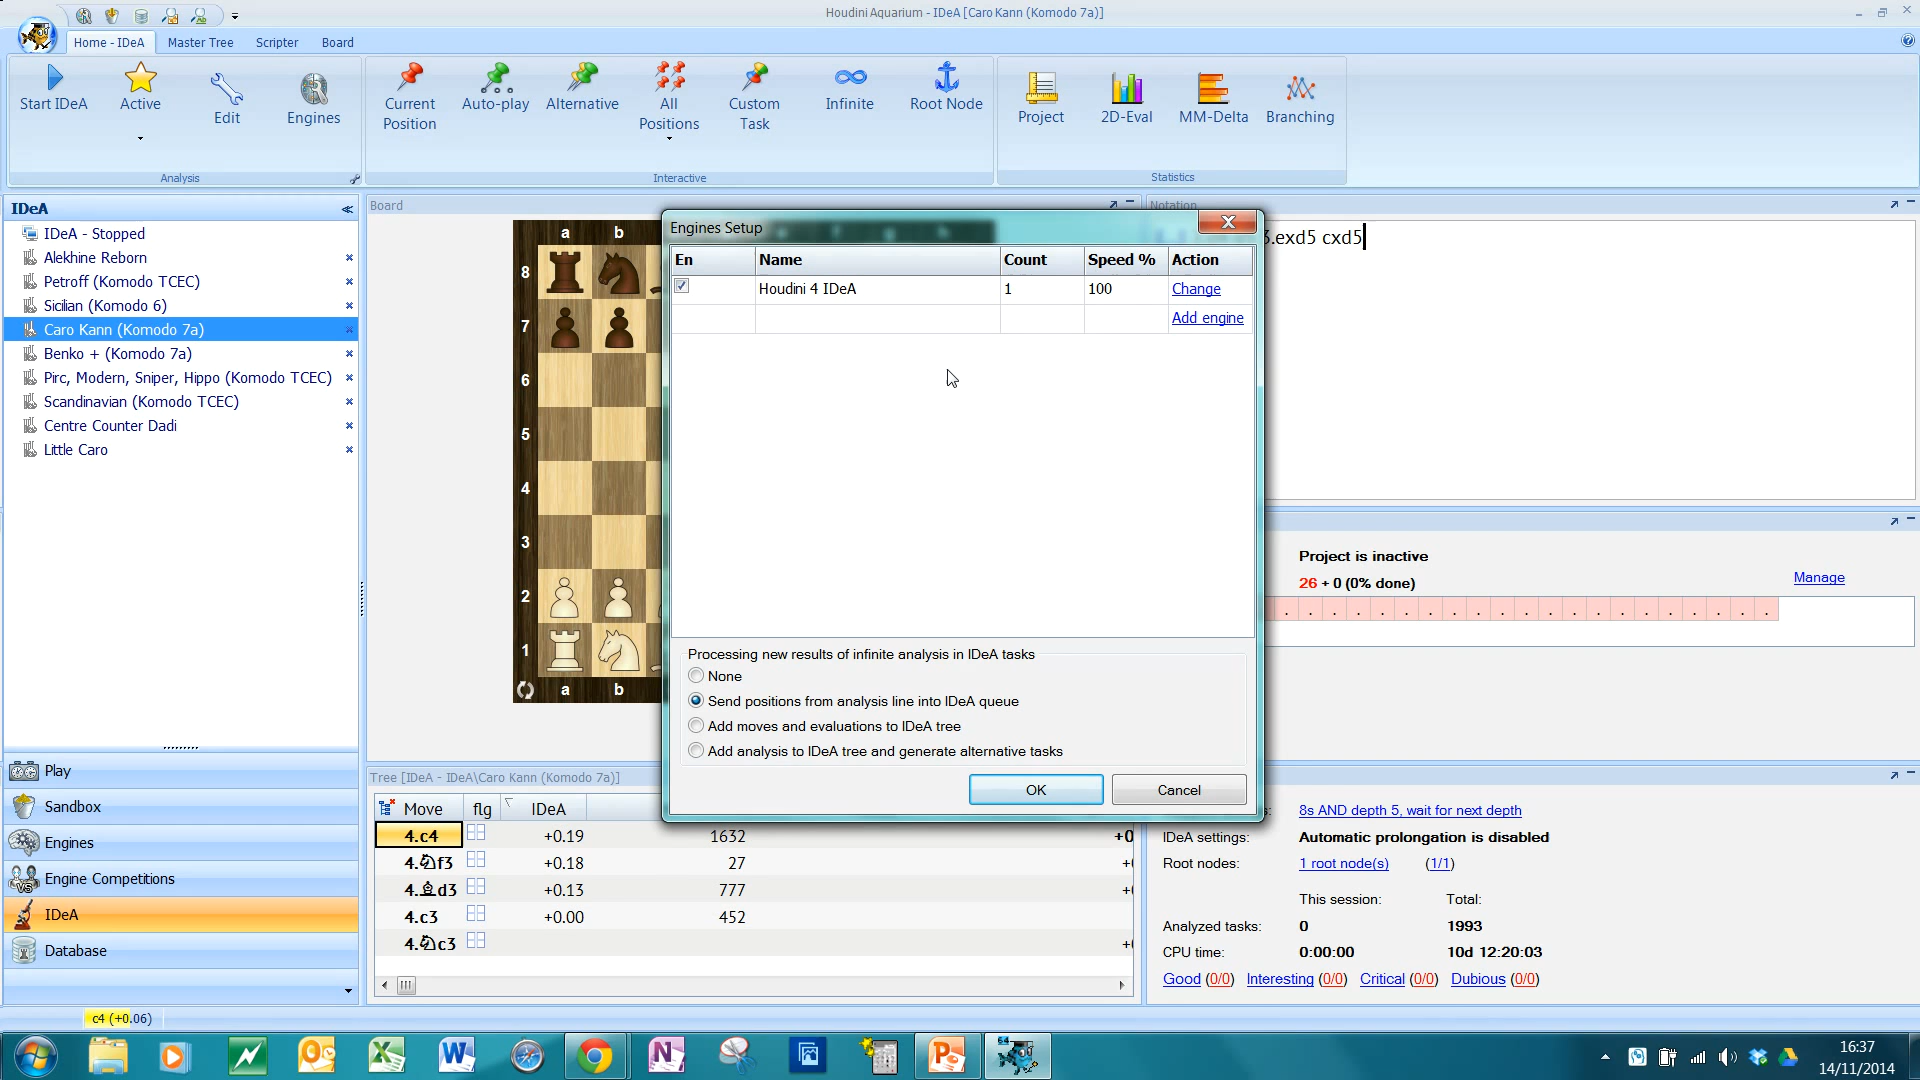 Houdini Aquarium - IDeA [Caro Kann (Komodo 7a)]
Home - IDeA Master Tree Scripter Board
Start IDeA Active Edit Engines
Current Position Auto-play Alternative All Positions Custom Task Infinite Root Node
Project 2D-Eval MM-Delta Branching
Analysis Interactive Statistics
IDeA
IDeA - Stopped
Alekhine Reborn
Petroff (Komodo TCEC)
Sicilian (Komodo 6)
Caro Kann (Komodo 7a)
Benko + (Komodo 7a)
Pirc, Modern, Sniper, Hippo (Komodo TCEC)
Scandinavian (Komodo TCEC)
Centre Counter Dadi
Little Caro
Play
Sandbox
Engines
Engine Competitions
IDeA
Database
c4 (+0.06)
Board
a b
8
7
6
5
4
3
2
1
a b
Engines Setup
En Name Count Speed % Action
Houdini 4 IDeA 1 100 Change
Add engine
Processing new results of infinite analysis in IDeA tasks
None
Send positions from analysis line into IDeA queue
Add moves and evaluations to IDeA tree
Add analysis to IDeA tree and generate alternative tasks
OK Cancel
Notation
3.exd5 cxd5
Project is inactive
26 + 0 (0% done)
Manage
Tree [IDeA - IDeA\Caro Kann (Komodo 7a)]
Move flg IDeA
4.c4 +0.19 1632 +0
4.♘f3 +0.18 27 +
4.♗d3 +0.13 777 +
4.c3 +0.00 452
4.♘c3 +
8s AND depth 5, wait for next depth
IDeA settings: Automatic prolongation is disabled
Root nodes: 1 root node(s) (1/1)
This session: Total:
Analyzed tasks: 0 1993
CPU time: 0:00:00 10d 12:20:03
Good (0/0) Interesting (0/0) Critical (0/0) Dubious (0/0)
16:37
14/11/2014